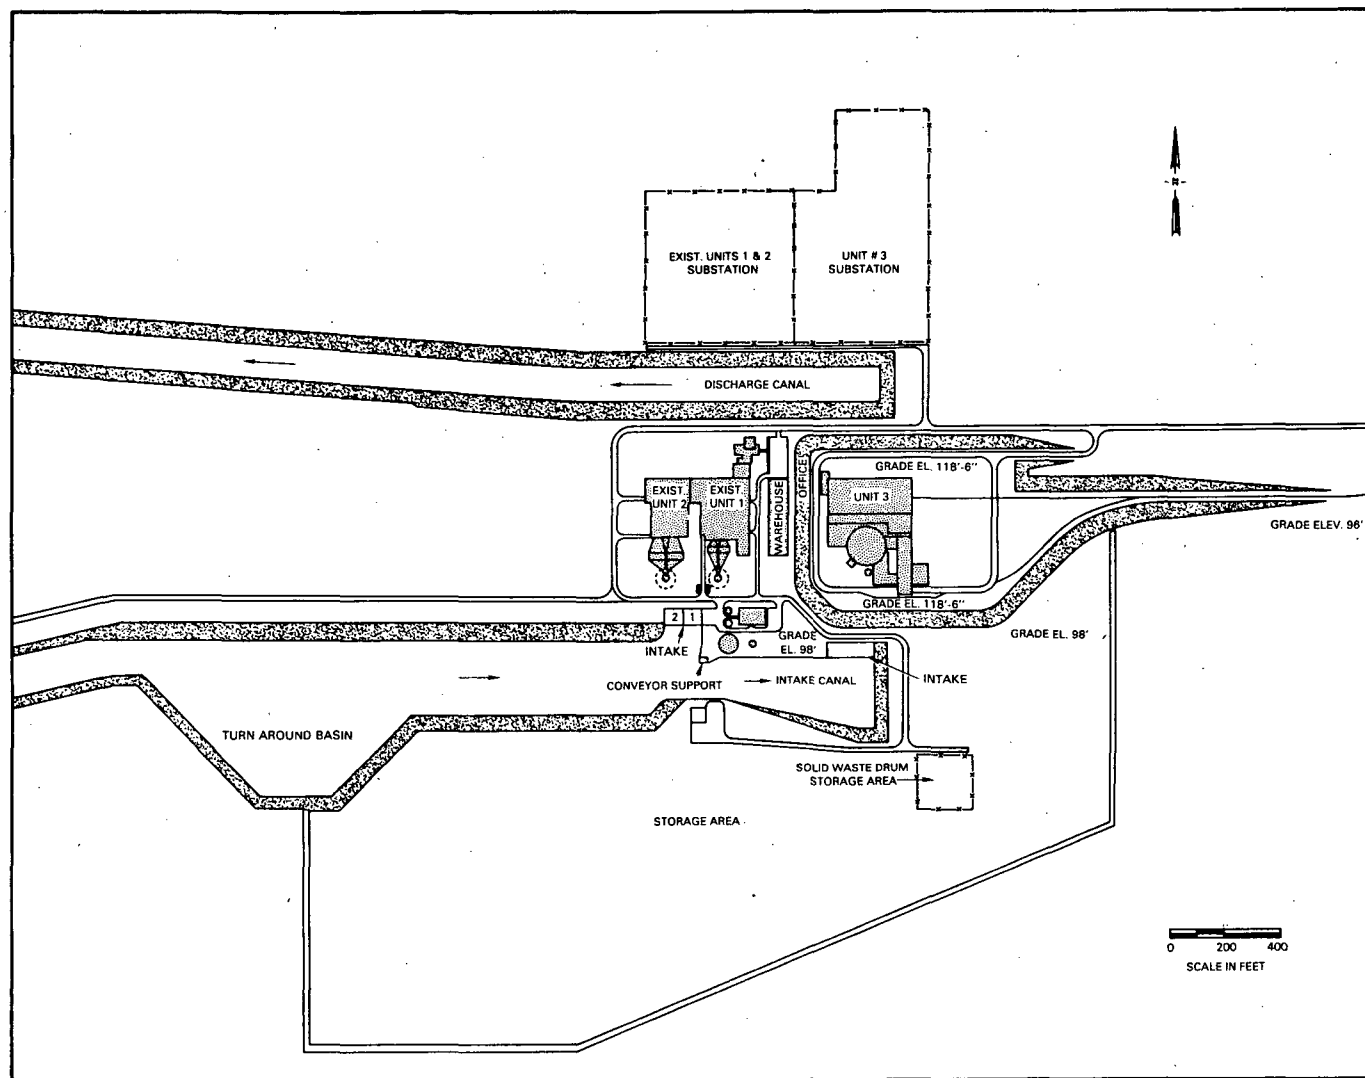 EXIST. UNITS 1 & 2
SUBSTATION
UNIT # 3
SUBSTATION
DISCHARGE CANAL
GRADE EL. 118'-6"
OFFICE
EXIST.
UNIT 2
EXIST.
UNIT 1
WAREHOUSE
UNIT 3
GRADE ELEV. 96'
GRADE EL. 118'-6"
2 1
GRADE
EL. 98'
GRADE EL. 98'
INTAKE
CONVEYOR SUPPORT
INTAKE CANAL
INTAKE
TURN AROUND BASIN
SOLID WASTE DRUM
STORAGE AREA
STORAGE AREA
0 200 400
SCALE IN FEET